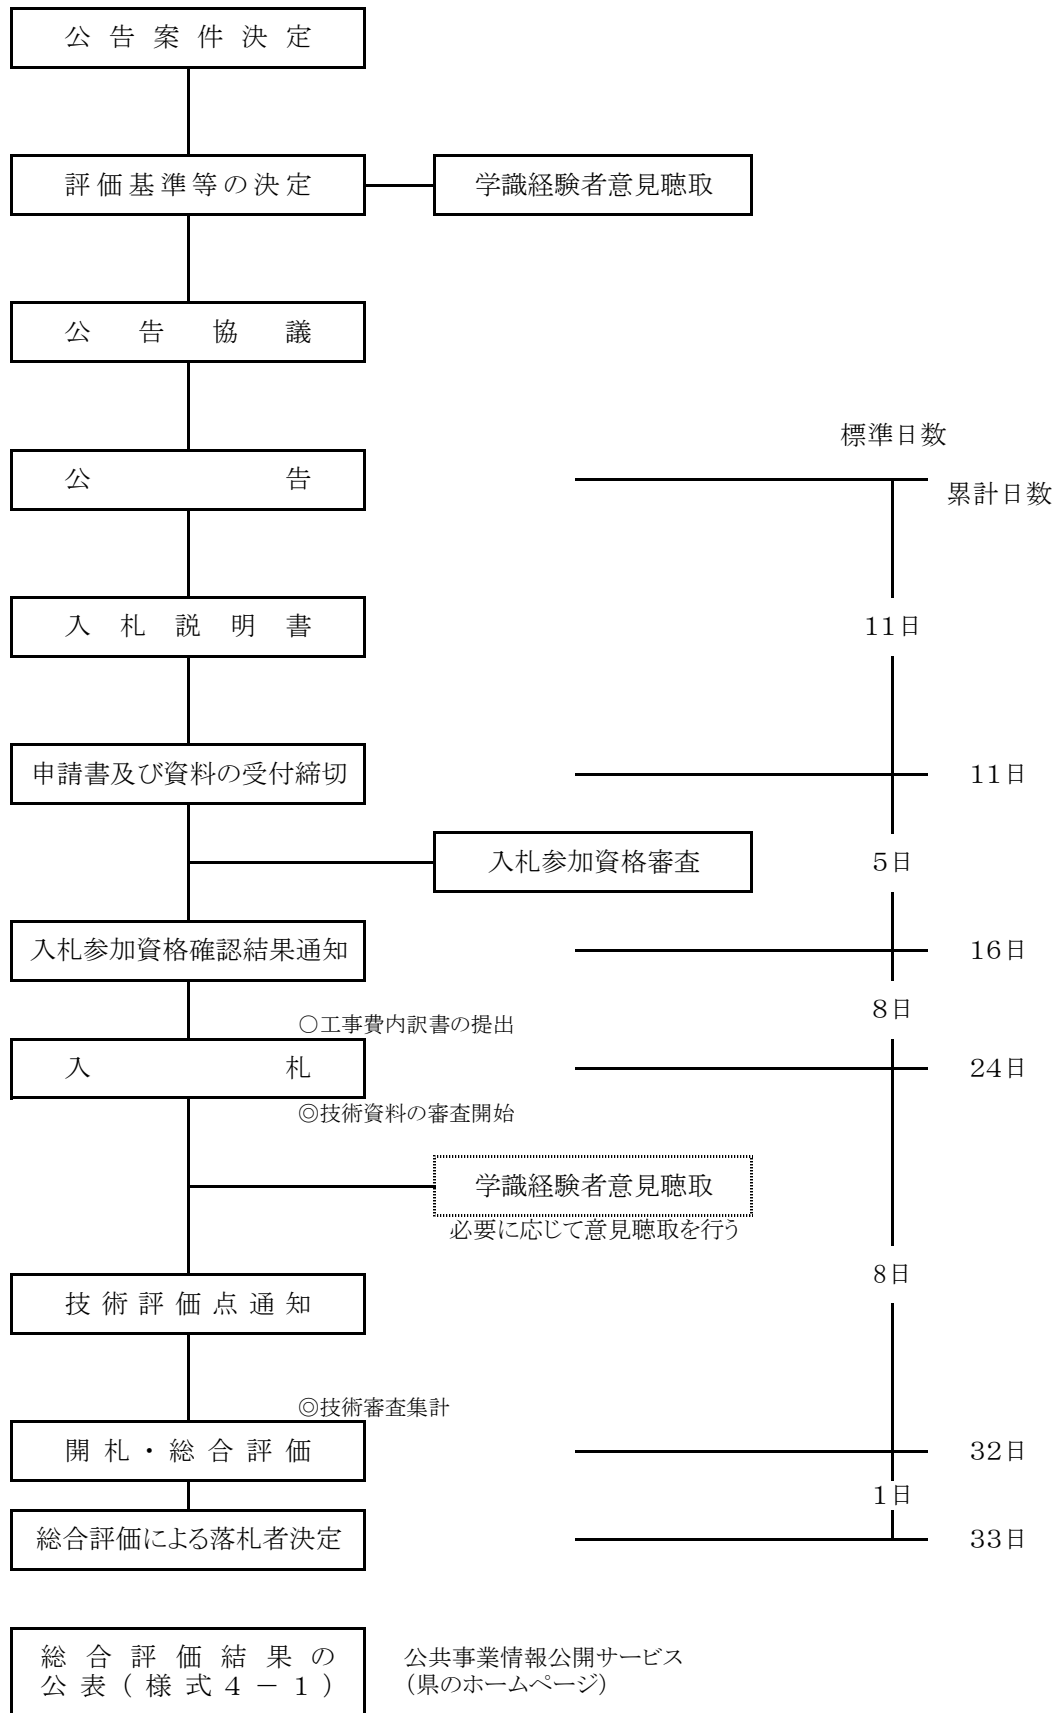 公告案件決定
評価基準等の決定
学識経験者意見聴取
公告協議
標準日数
公告
累計日数
入札説明書
11日
申請書及び資料の受付締切
11日
入札参加資格審査
5日
入札参加資格確認結果通知
16日
○工事費内訳書の提出
8日
入札
24日
◎技術資料の審査開始
学識経験者意見聴取
必要に応じて意見聴取を行う
8日
技術評価点通知
◎技術審査集計
開札・総合評価
32日
1日
総合評価による落札者決定
33日
総合評価結果の
公表(様式4-1)
公共事業情報公開サービス
(県のホームページ)